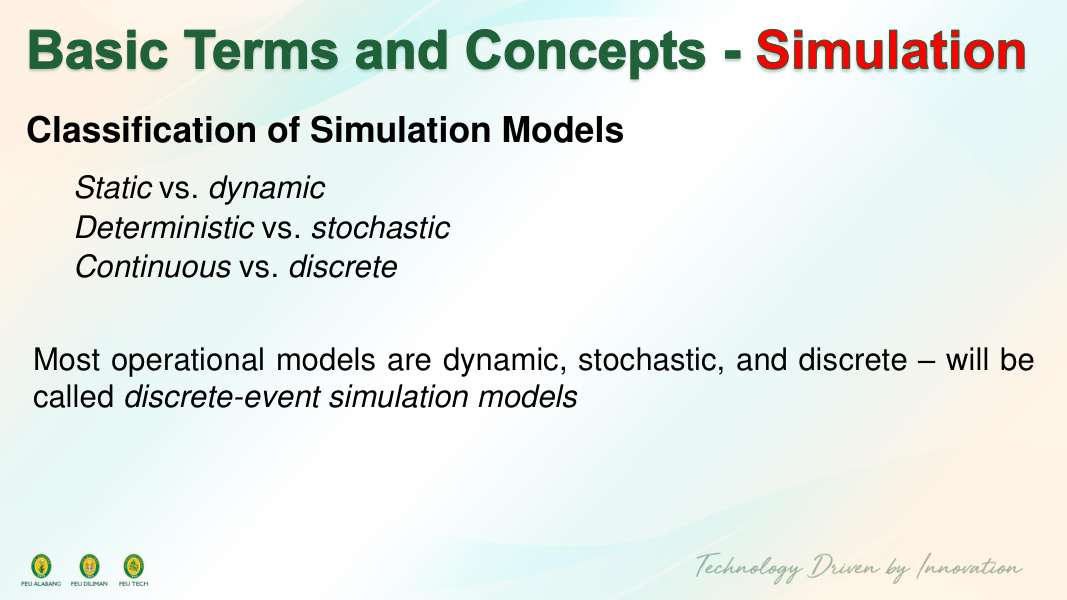 Basic Terms and Concepts - Simulation
Classification of Simulation Models
Static vs. dynamic
Deterministic vs. stochastic
Continuous vs. discrete
Most operational models are dynamic, stochastic, and discrete – will be
called discrete-event simulation models
FEU ALABANG FEU DILIMAN FEU TECH
Technology Driven by Innovation